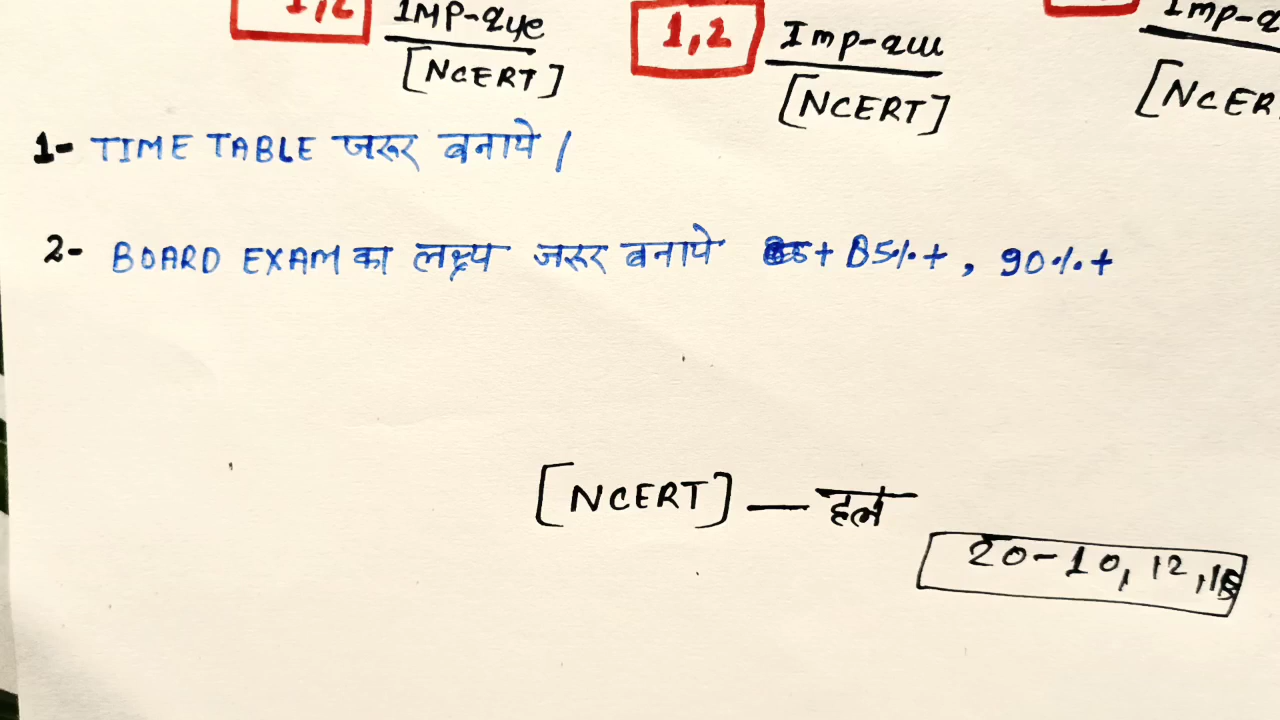 1,2 IMP-que 1,2 Imp-que Imp-q
[NCERT] [NCERT] [NCER
1- TIME TABLE जरूर बनाये |
2- BOARD EXAM का लक्ष्य जरूर बनाये + 85%+ , 90%+
[NCERT] — हल
20-10, 12,